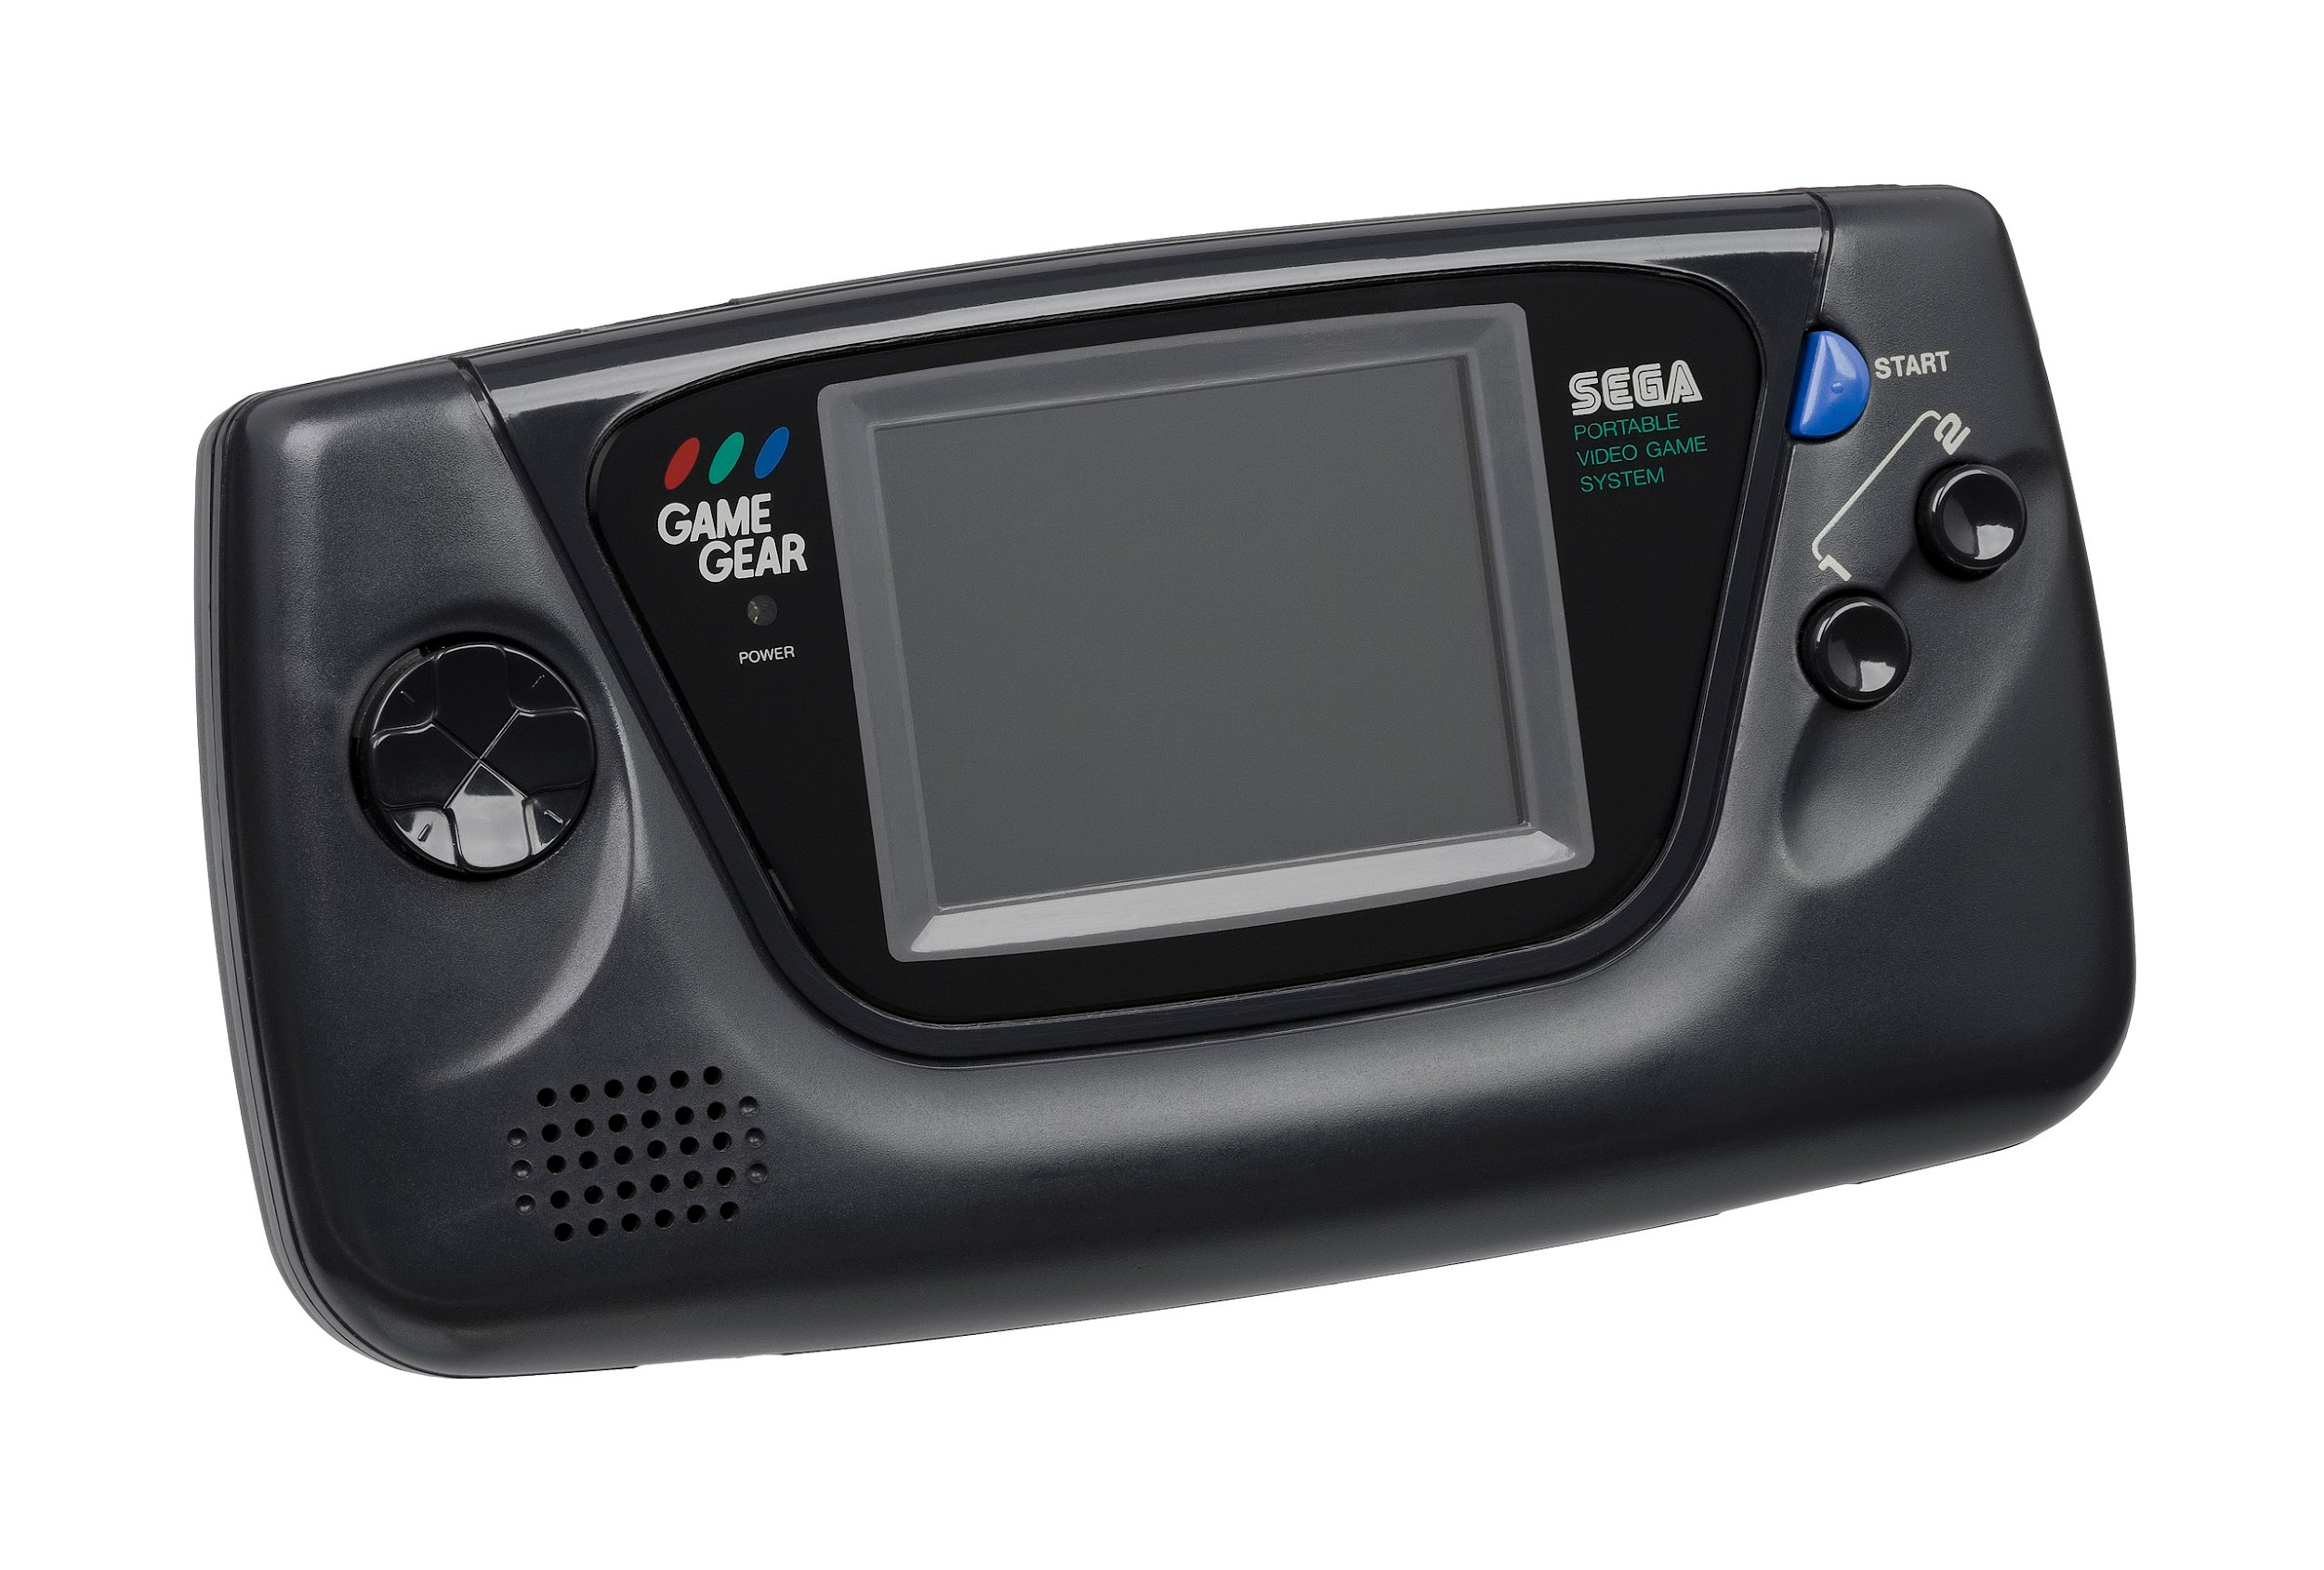 GAME
GEAR
POWER
SEGA
PORTABLE
VIDEO GAME
SYSTEM
START
2
1